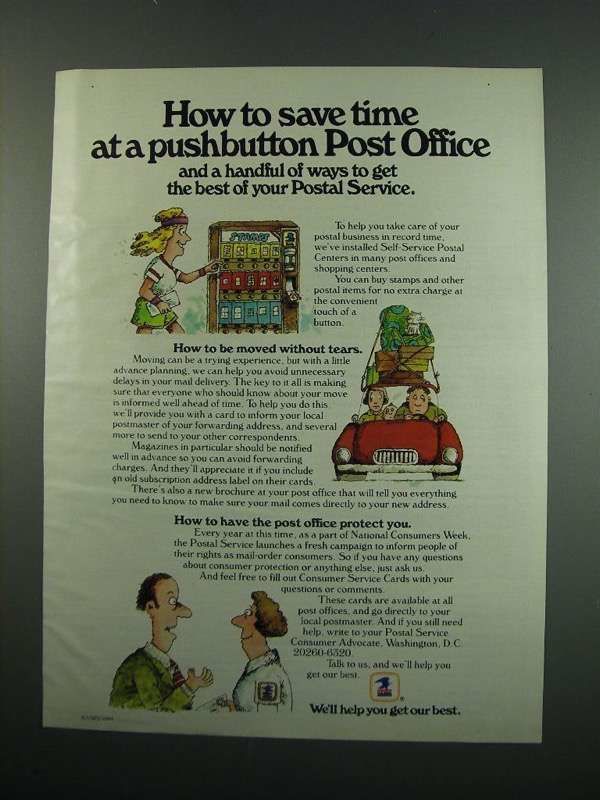 How to save time
at a pushbutton Post Office
and a handful of ways to get
the best of your Postal Service.
STAMPS
To help you take care of your
postal business in record time,
we've installed Self-Service Postal
Centers in many post offices and
shopping centers.
You can buy stamps and other
postal items for no extra charge at
the convenient
touch of a
button.
How to be moved without tears.
Moving can be a trying experience, but with a little
advance planning, we can help you avoid unnecessary
delays in your mail delivery. The key to it all is making
sure that everyone who should know about your move
is informed well ahead of time. To help you do this,
we'll provide you with a card to inform your local
postmaster of your forwarding address, and several
more to send to your other correspondents.
Magazines in particular should be notified
well in advance so you can avoid forwarding
charges. And they'll appreciate it if you include
an old subscription address label on their cards.
There's also a new brochure at your post office that will tell you everything
you need to know to make sure your mail comes directly to your new address.
How to have the post office protect you.
Every year at this time, as a part of National Consumers Week,
the Postal Service launches a fresh campaign to inform people of
their rights as mail-order consumers. So if you have any questions
about consumer protection or anything else, just ask us.
And feel free to fill out Consumer Service Cards with your
questions or comments.
These cards are available at all
post offices, and go directly to your
local postmaster. And if you still need
help, write to your Postal Service
Consumer Advocate, Washington, D.C.
20260-6320.
Talk to us, and we'll help you
get our best.
We'll help you get our best.